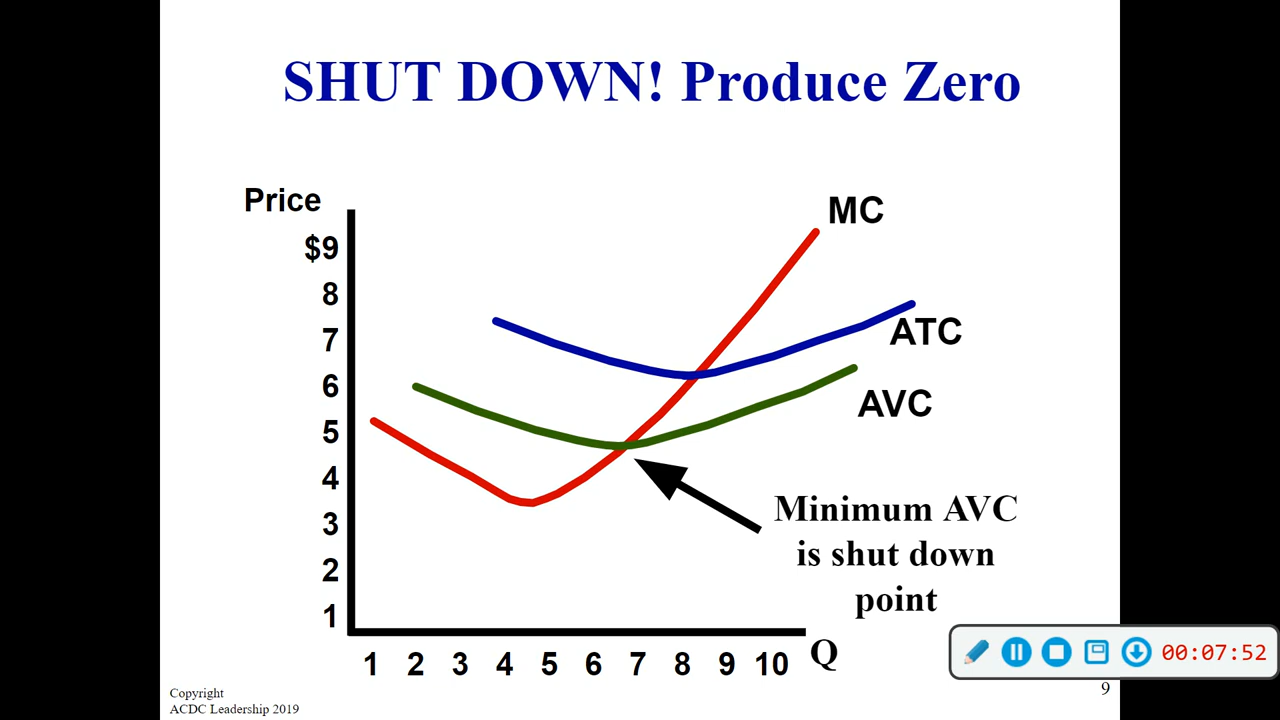 SHUT DOWN! Produce Zero
Price
$9
8
7
6
5
4
3
2
1
MC
ATC
AVC
Minimum AVC
is shut down
point
1 2 3 4 5 6 7 8 9 10 Q
00:07:52
Copyright
ACDC Leadership 2019
9